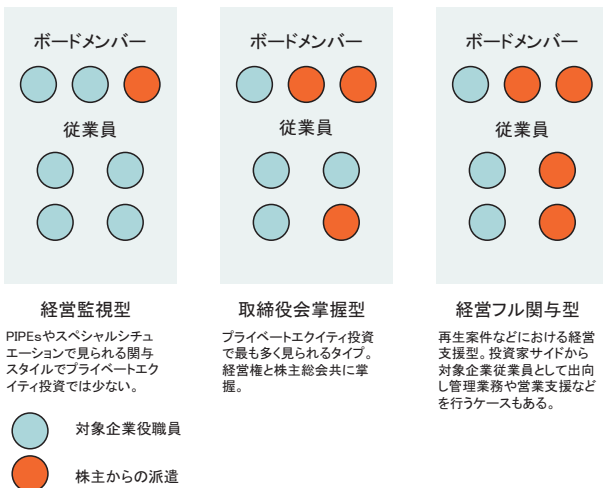 ボードメンバー
従業員
経営監視型
PIPEsやスペシャルシチュ
エーションで見られる関与
スタイルでプライベートエク
イティ投資では少ない。
ボードメンバー
従業員
取締役会掌握型
プライベートエクイティ投資
で最も多く見られるタイプ。
経営権と株主総会共に掌
握。
ボードメンバー
従業員
経営フル関与型
再生案件などにおける経営
支援型。投資家サイドから
対象企業従業員として出向
し管理業務や営業支援など
を行うケースもある。
対象企業役職員
株主からの派遣